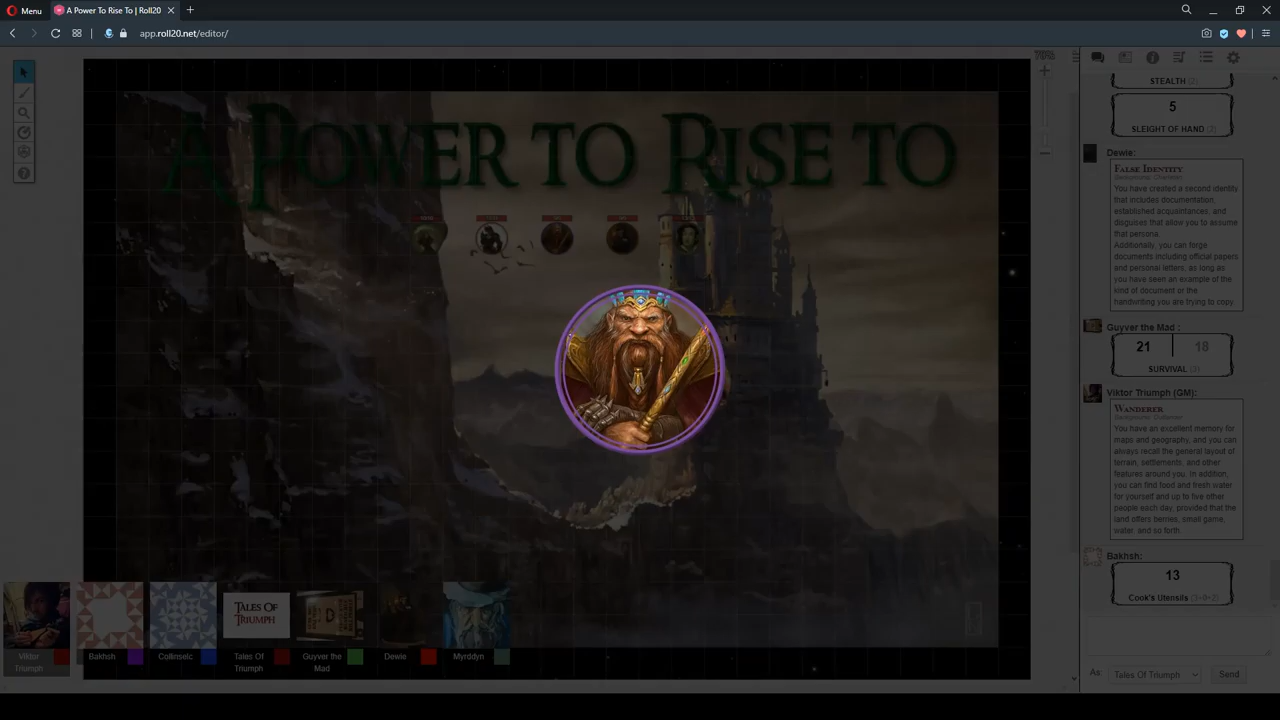 Menu
A Power To Rise To | Roll20
app.roll20.net/editor/
A POWER TO RISE TO
STEALTH (2)
5
SLEIGHT OF HAND (2)
Dewie:
FALSE IDENTITY
Background: Charlatan
You have created a second identity
that includes documentation,
established acquaintances, and
disguises that allow you to assume
that persona.
Additionally, you can forge
documents including official papers
and personal letters, as long as
you have seen an example of the
kind of document or the
handwriting you are trying to copy.
Guyver the Mad :
21 18
SURVIVAL (3)
Viktor Triumph (GM):
WANDERER
Background: Outlander
You have an excellent memory for
maps and geography, and you can
always recall the general layout of
terrain, settlements, and other
features around you. In addition,
you can find food and fresh water
for yourself and up to five other
people each day, provided that the
land offers berries, small game,
water, and so forth.
Bakhsh:
13
Cook's Utensils
As:
Tales Of Triumph
Send
TALES OF
TRIUMPH
Viktor
Triumph
Bakhsh
Collinselc
Tales Of
Triumph
Guyver the
Mad
Dewie
Myrddyn